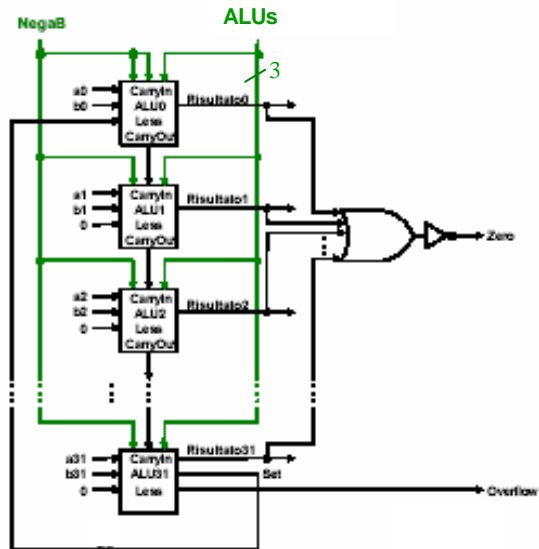 NegaB
ALUs
3
a0
b0
CarryIn
ALU0
Less
CarryOut
Risultato0
a1
b1
0
CarryIn
ALU1
Less
CarryOut
Risultato1
Zero
a2
b2
0
CarryIn
ALU2
Less
CarryOut
Risultato2
a31
b31
0
CarryIn
ALU31
Less
Risultato31
Set
Overflow